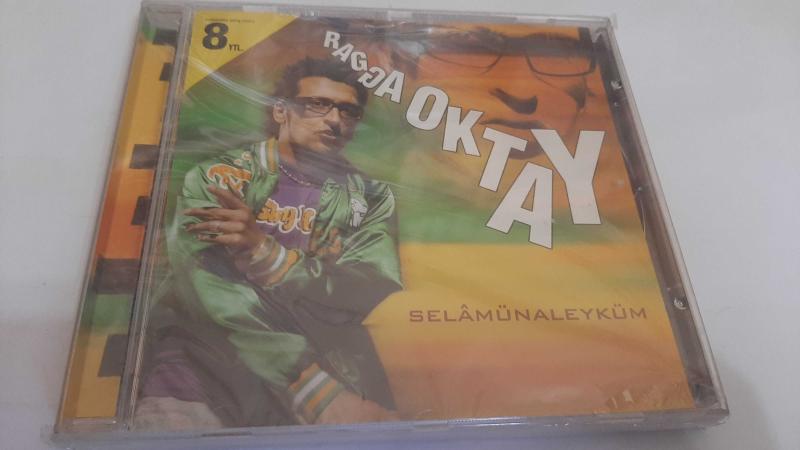 8 YTL.
RAGGA OKTAY
SELÂMÜNALEYKÜM